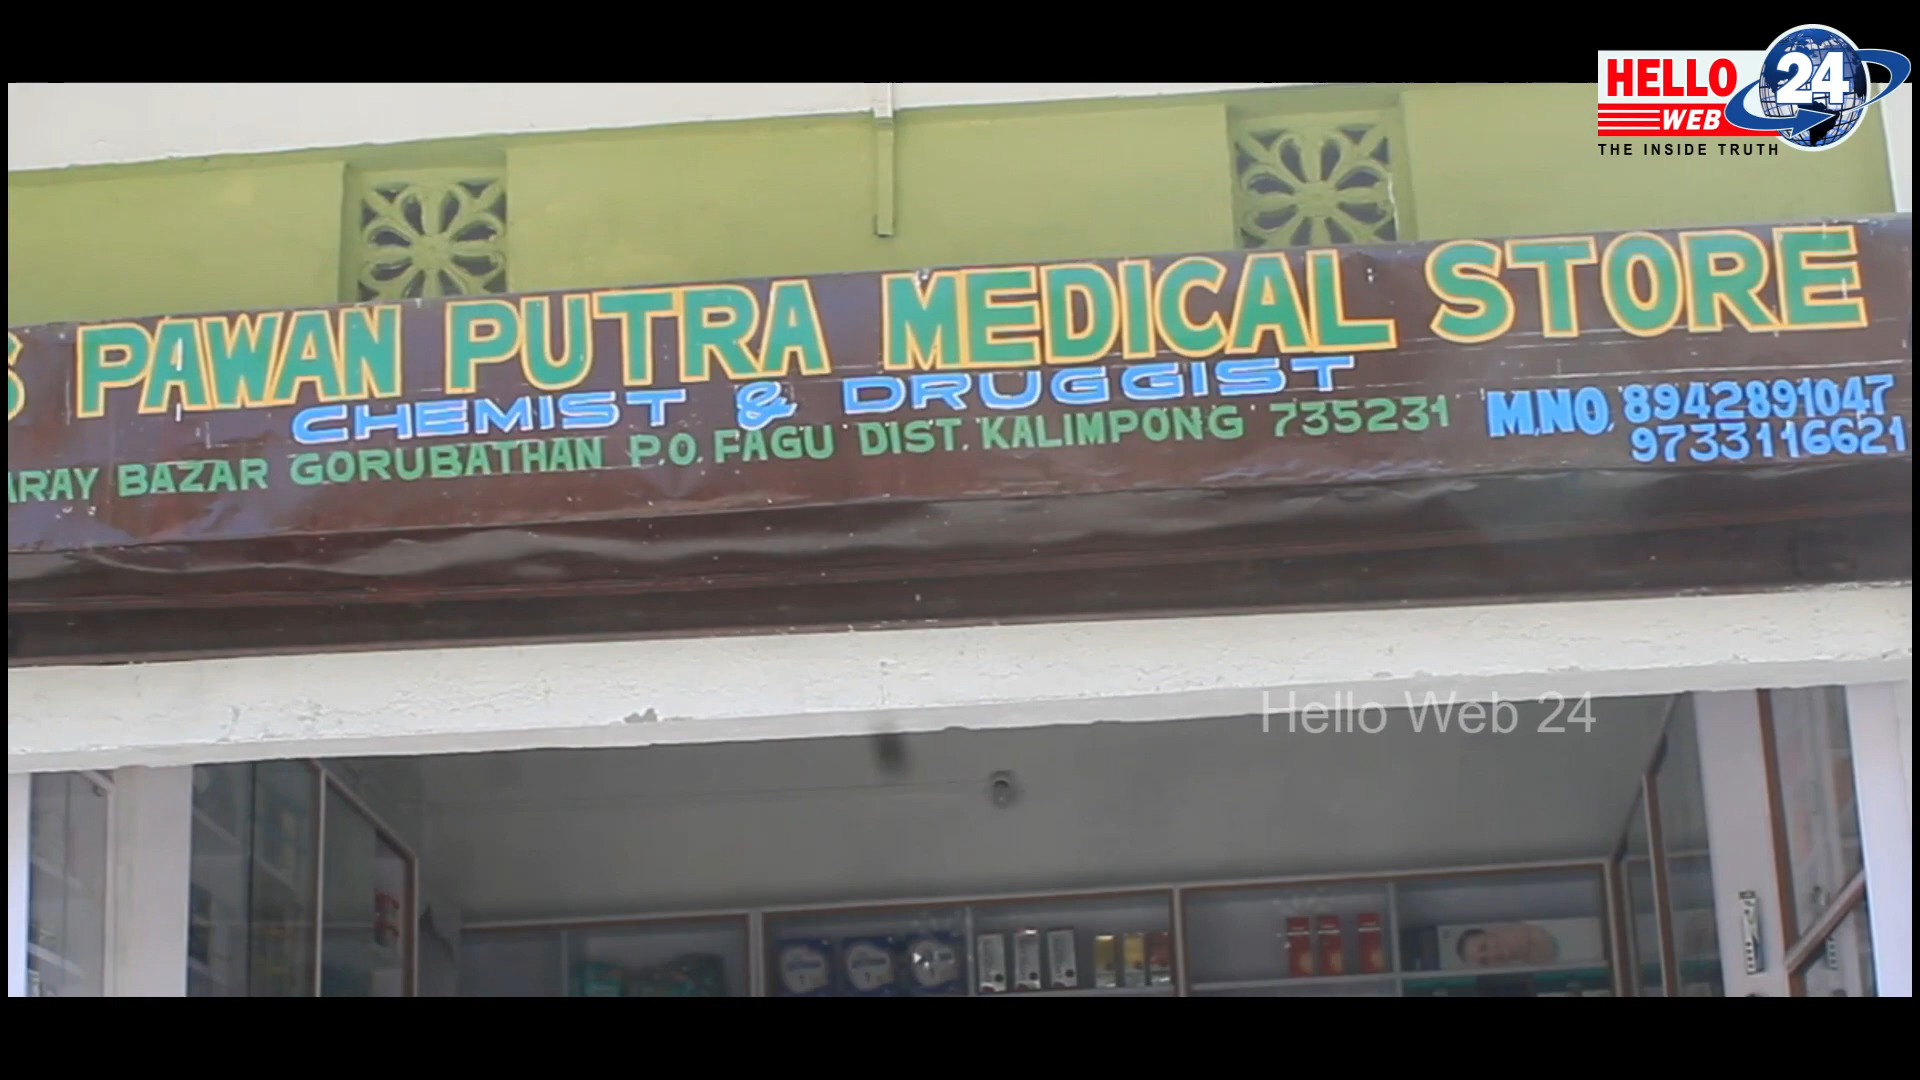 HELLO 24
WEB
THE INSIDE TRUTH
S PAWAN PUTRA MEDICAL STORE
CHEMIST & DRUGGIST
ARAY BAZAR GORUBATHAN P.O. FAGU DIST. KALIMPONG 735231
M.NO. 8942891047
9733116621
Hello Web 24